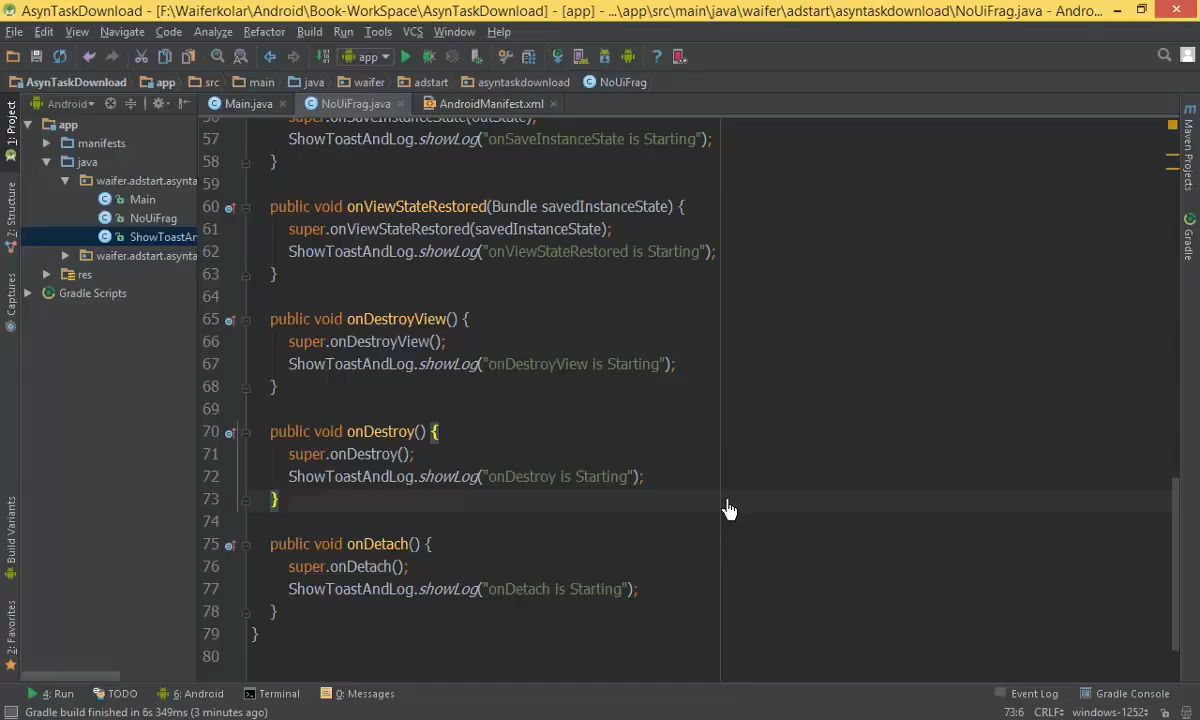 AsynTaskDownload - [F:\Waiferkolar\Android\Book-WorkSpace\AsynTaskDownload] - [app] - ...\app\src\main\java\waifer\adstart\asyntaskdownload\NoUiFrag.java - Andro...
File Edit View Navigate Code Analyze Refactor Build Run Tools VCS Window Help
app
AsynTaskDownload app src main java waifer adstart asyntaskdownload NoUiFrag
Android Main.java NoUiFrag.java AndroidManifest.xml
1: Project
7: Structure
Captures
Build Variants
2: Favorites
app
manifests
java
waifer.adstart.asynta
Main
NoUiFrag
ShowToastAr
waifer.adstart.asynta
res
Gradle Scripts
56 super.onSaveInstanceState(outState);
57 ShowToastAndLog.showLog("onSaveInstanceState is Starting");
58 }
59
60 public void onViewStateRestored(Bundle savedInstanceState) {
61 super.onViewStateRestored(savedInstanceState);
62 ShowToastAndLog.showLog("onViewStateRestored is Starting");
63 }
64
65 public void onDestroyView() {
66 super.onDestroyView();
67 ShowToastAndLog.showLog("onDestroyView is Starting");
68 }
69
70 public void onDestroy() {
71 super.onDestroy();
72 ShowToastAndLog.showLog("onDestroy is Starting");
73 }
74
75 public void onDetach() {
76 super.onDetach();
77 ShowToastAndLog.showLog("onDetach is Starting");
78 }
79 }
80
Maven Projects
Gradle
4: Run TODO 6: Android Terminal 0: Messages Event Log Gradle Console
Gradle build finished in 6s 349ms (3 minutes ago) 73:6 CRLF windows-1252